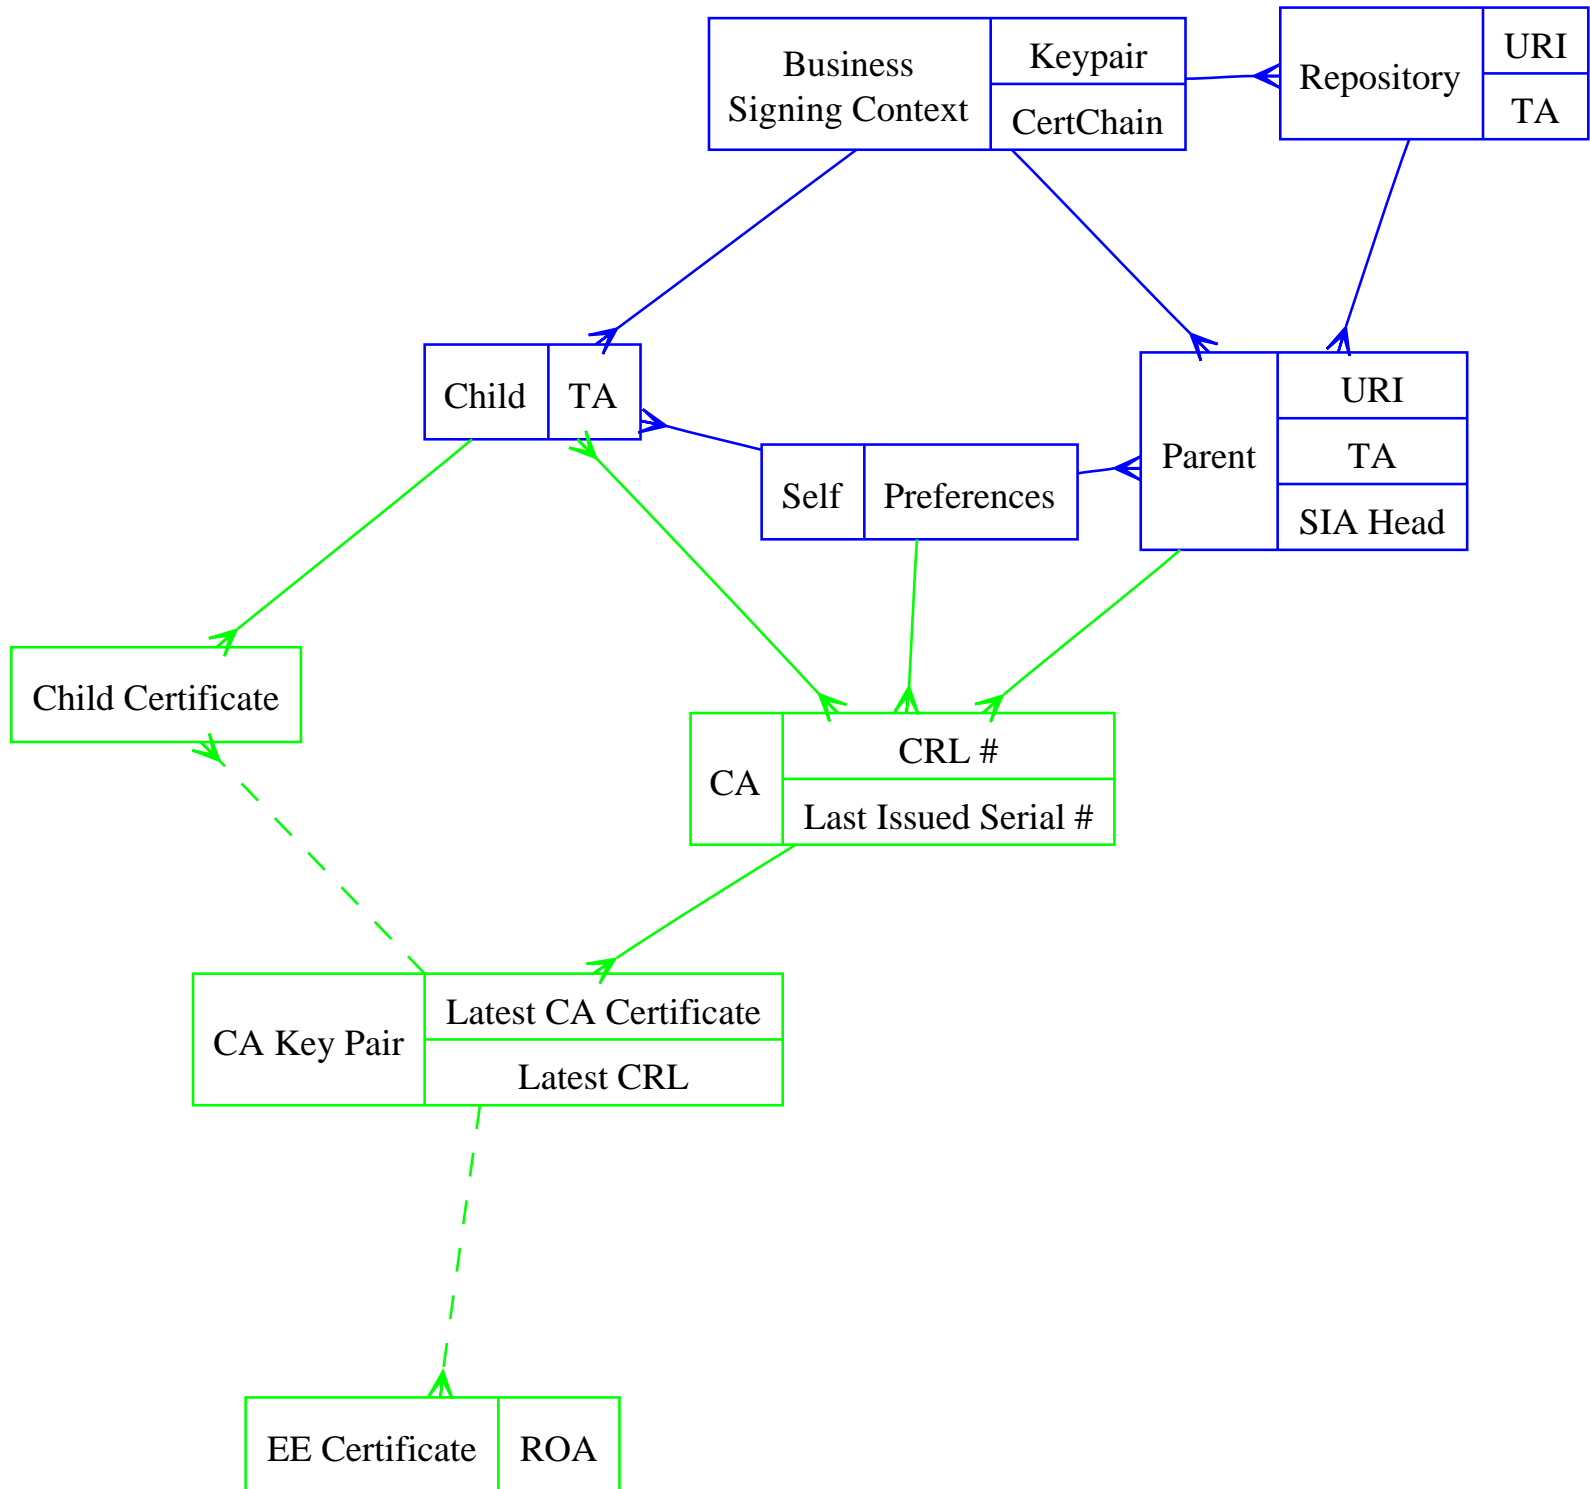 Business
Signing Context
Keypair
CertChain
Repository
URI
TA
Child
TA
Self
Preferences
Parent
URI
TA
SIA Head
Child Certificate
CA
CRL #
Last Issued Serial #
CA Key Pair
Latest CA Certificate
Latest CRL
EE Certificate
ROA